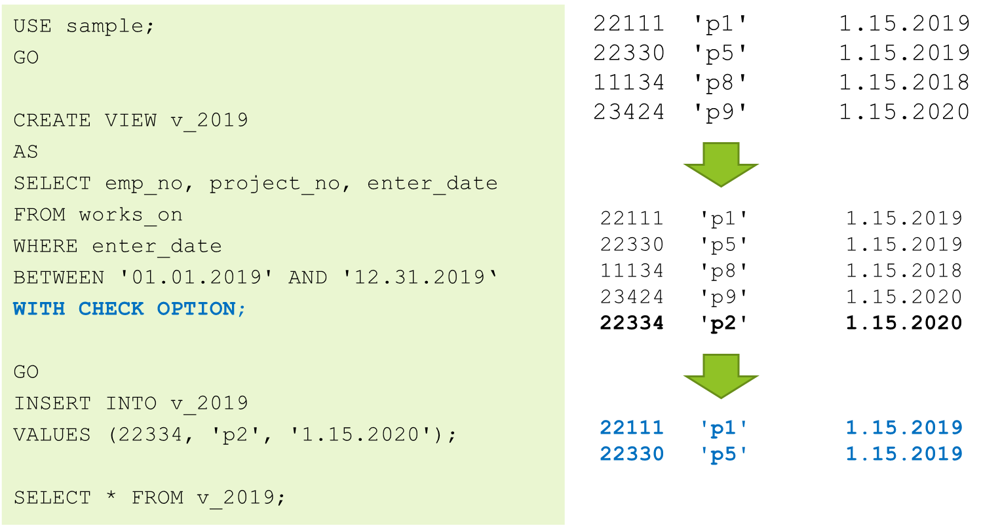 USE sample;
GO
CREATE VIEW v_2019
AS
SELECT emp_no, project_no, enter_date
FROM works_on
WHERE enter_date
BETWEEN '01.01.2019' AND '12.31.2019‘
WITH CHECK OPTION;
GO
INSERT INTO v_2019
VALUES (22334, 'p2', '1.15.2020');
SELECT * FROM v_2019;
22111 'p1' 1.15.2019
22330 'p5' 1.15.2019
11134 'p8' 1.15.2018
23424 'p9' 1.15.2020
22111 'p1' 1.15.2019
22330 'p5' 1.15.2019
11134 'p8' 1.15.2018
23424 'p9' 1.15.2020
22334 'p2' 1.15.2020
22111 'p1' 1.15.2019
22330 'p5' 1.15.2019